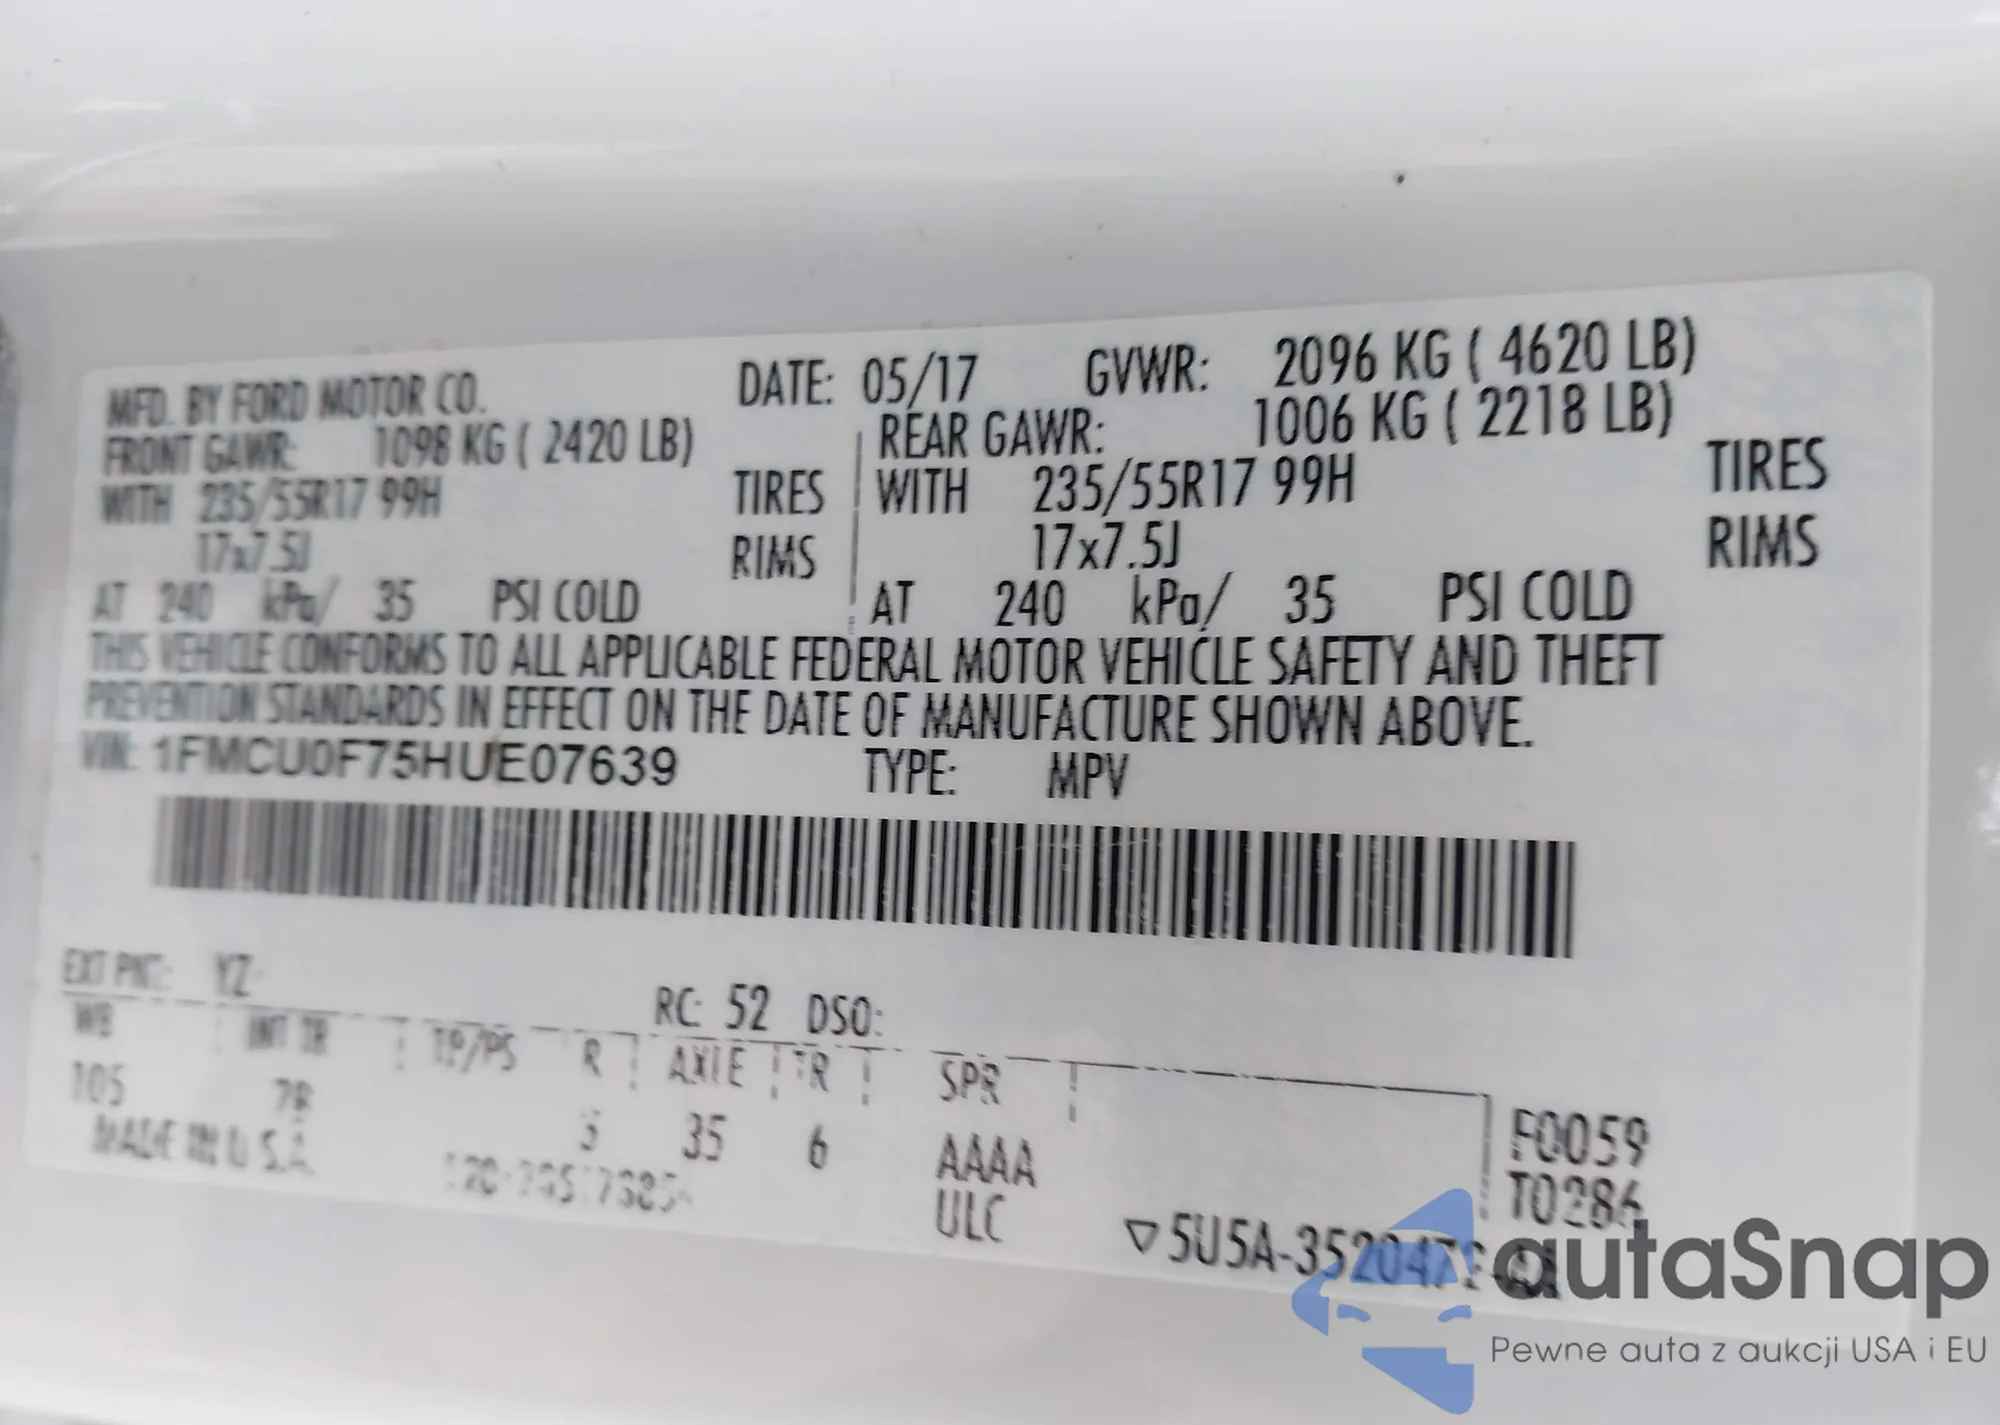 MFD. BY FORD MOTOR CO. DATE: 05/17 GVWR: 2096 KG ( 4620 LB)
FRONT GAWR: 1098 KG ( 2420 LB) REAR GAWR: 1006 KG ( 2218 LB)
WITH 235/55R17 99H TIRES WITH 235/55R17 99H TIRES
17x7.5J RIMS 17x7.5J RIMS
AT 240 kPa/ 35 PSI COLD AT 240 kPa/ 35 PSI COLD
THIS VEHICLE CONFORMS TO ALL APPLICABLE FEDERAL MOTOR VEHICLE SAFETY AND THEFT
PREVENTION STANDARDS IN EFFECT ON THE DATE OF MANUFACTURE SHOWN ABOVE.
VIN: 1FMCU0F75HUE07639 TYPE: MPV
EXT PNT: YZ RC: 52 DSO:
WB INT TR TP/PS R AXLE TR SPR
105 35 6 AAAA F0059
MADE IN U.S.A. ULC T0286
autaSnap
Pewne auta z aukcji USA i EU